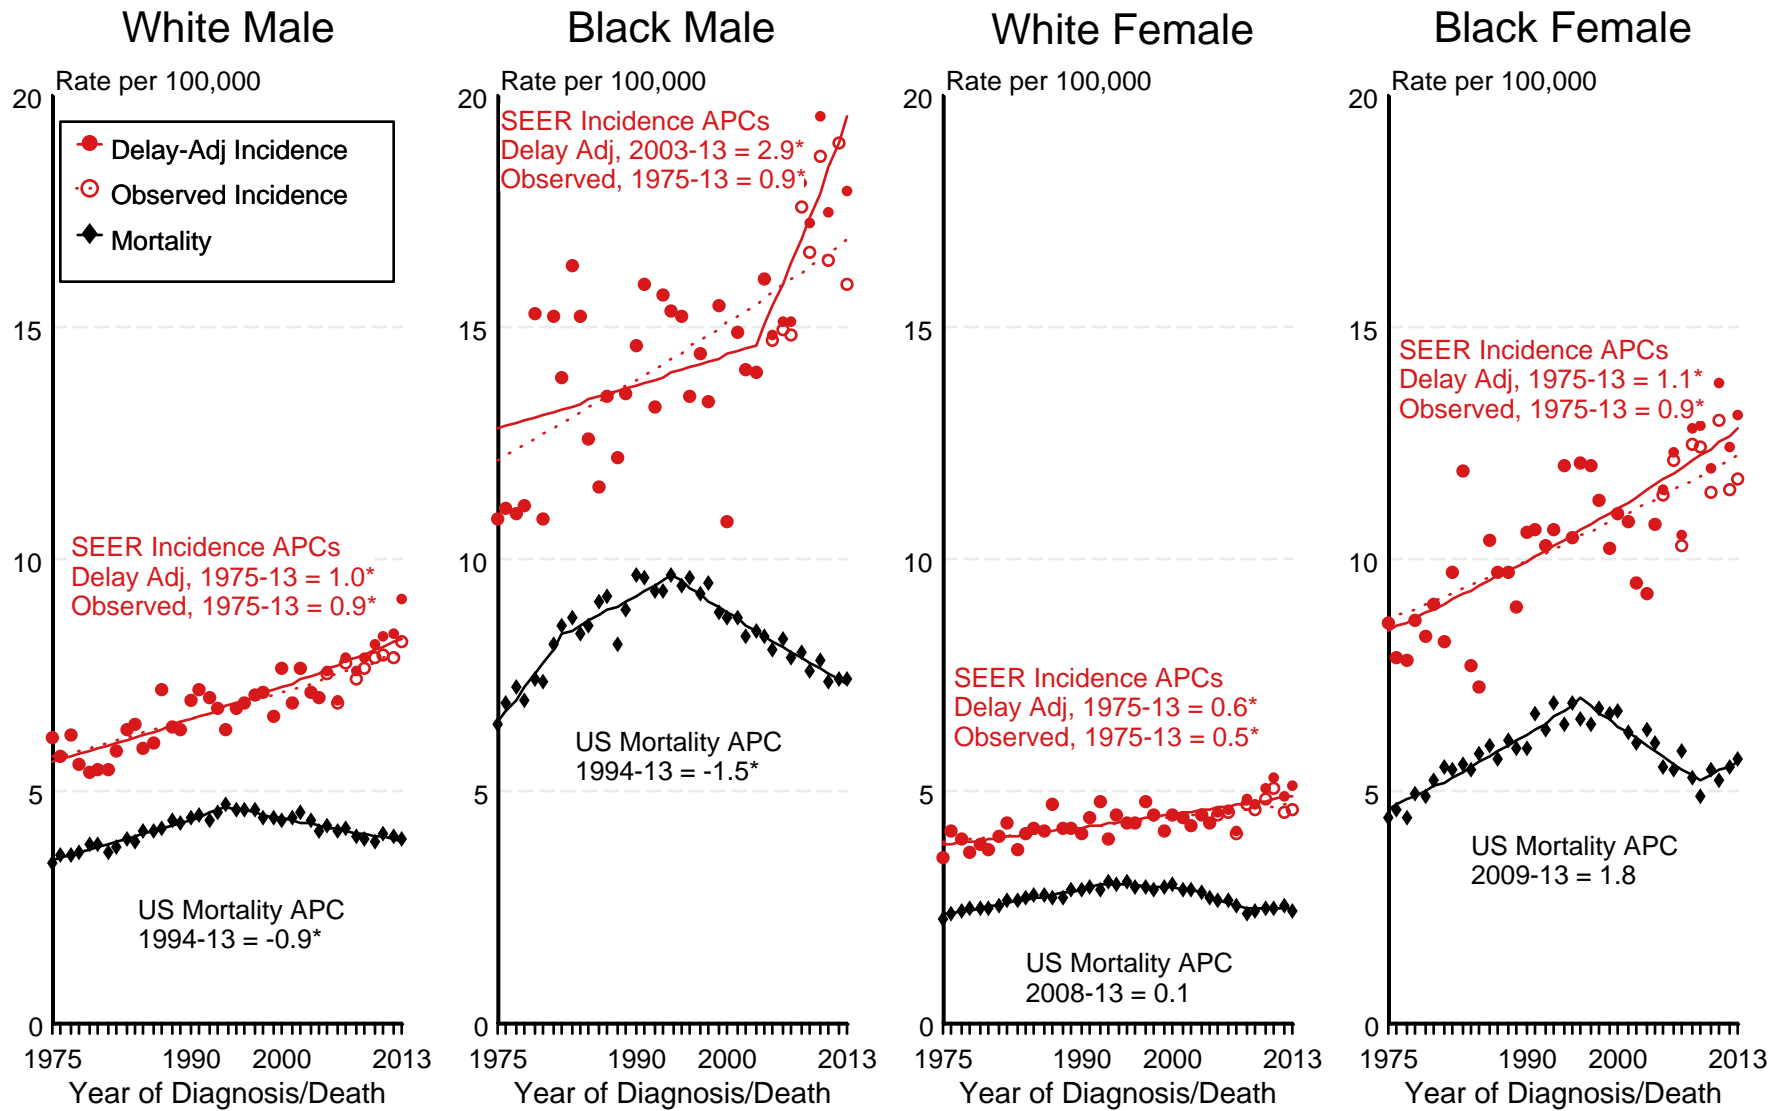 White Male
Rate per 100,000
20
15
10
5
0
Delay-Adj Incidence
Observed Incidence
Mortality
SEER Incidence APCs
Delay Adj, 1975-13 = 1.0*
Observed, 1975-13 = 0.9*
US Mortality APC
1994-13 = -0.9*
1975 1990 2000 2013
Year of Diagnosis/Death
Black Male
Rate per 100,000
20
SEER Incidence APCs
Delay Adj, 2003-13 = 2.9*
Observed, 1975-13 = 0.9*
15
10
5
0
US Mortality APC
1994-13 = -1.5*
1975 1990 2000 2013
Year of Diagnosis/Death
White Female
Rate per 100,000
20
15
10
5
0
SEER Incidence APCs
Delay Adj, 1975-13 = 0.6*
Observed, 1975-13 = 0.5*
US Mortality APC
2008-13 = 0.1
1975 1990 2000 2013
Year of Diagnosis/Death
Black Female
Rate per 100,000
20
15
10
5
0
SEER Incidence APCs
Delay Adj, 1975-13 = 1.1*
Observed, 1975-13 = 0.9*
US Mortality APC
2009-13 = 1.8
1975 1990 2000 2013
Year of Diagnosis/Death